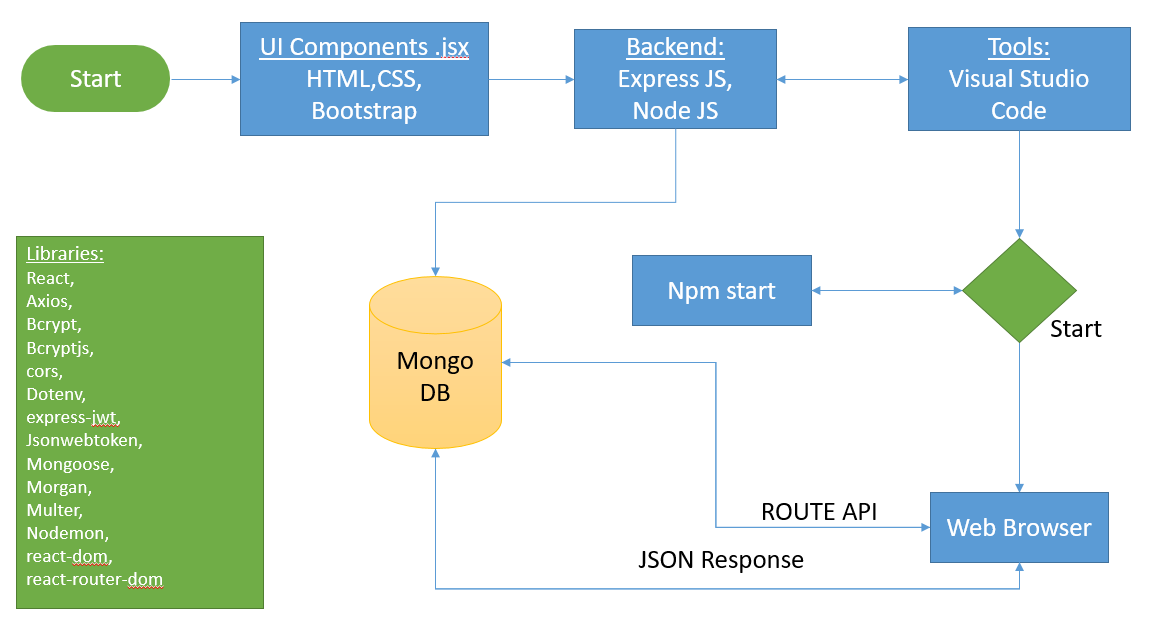 Start
UI Components .jsx
HTML,CSS,
Bootstrap
Backend:
Express JS,
Node JS
Tools:
Visual Studio
Code
Libraries:
React,
Axios,
Bcrypt,
Bcryptjs,
cors,
Dotenv,
express-jwt,
Jsonwebtoken,
Mongoose,
Morgan,
Multer,
Nodemon,
react-dom,
react-router-dom
Mongo
DB
Npm start
Start
ROUTE API
Web Browser
JSON Response